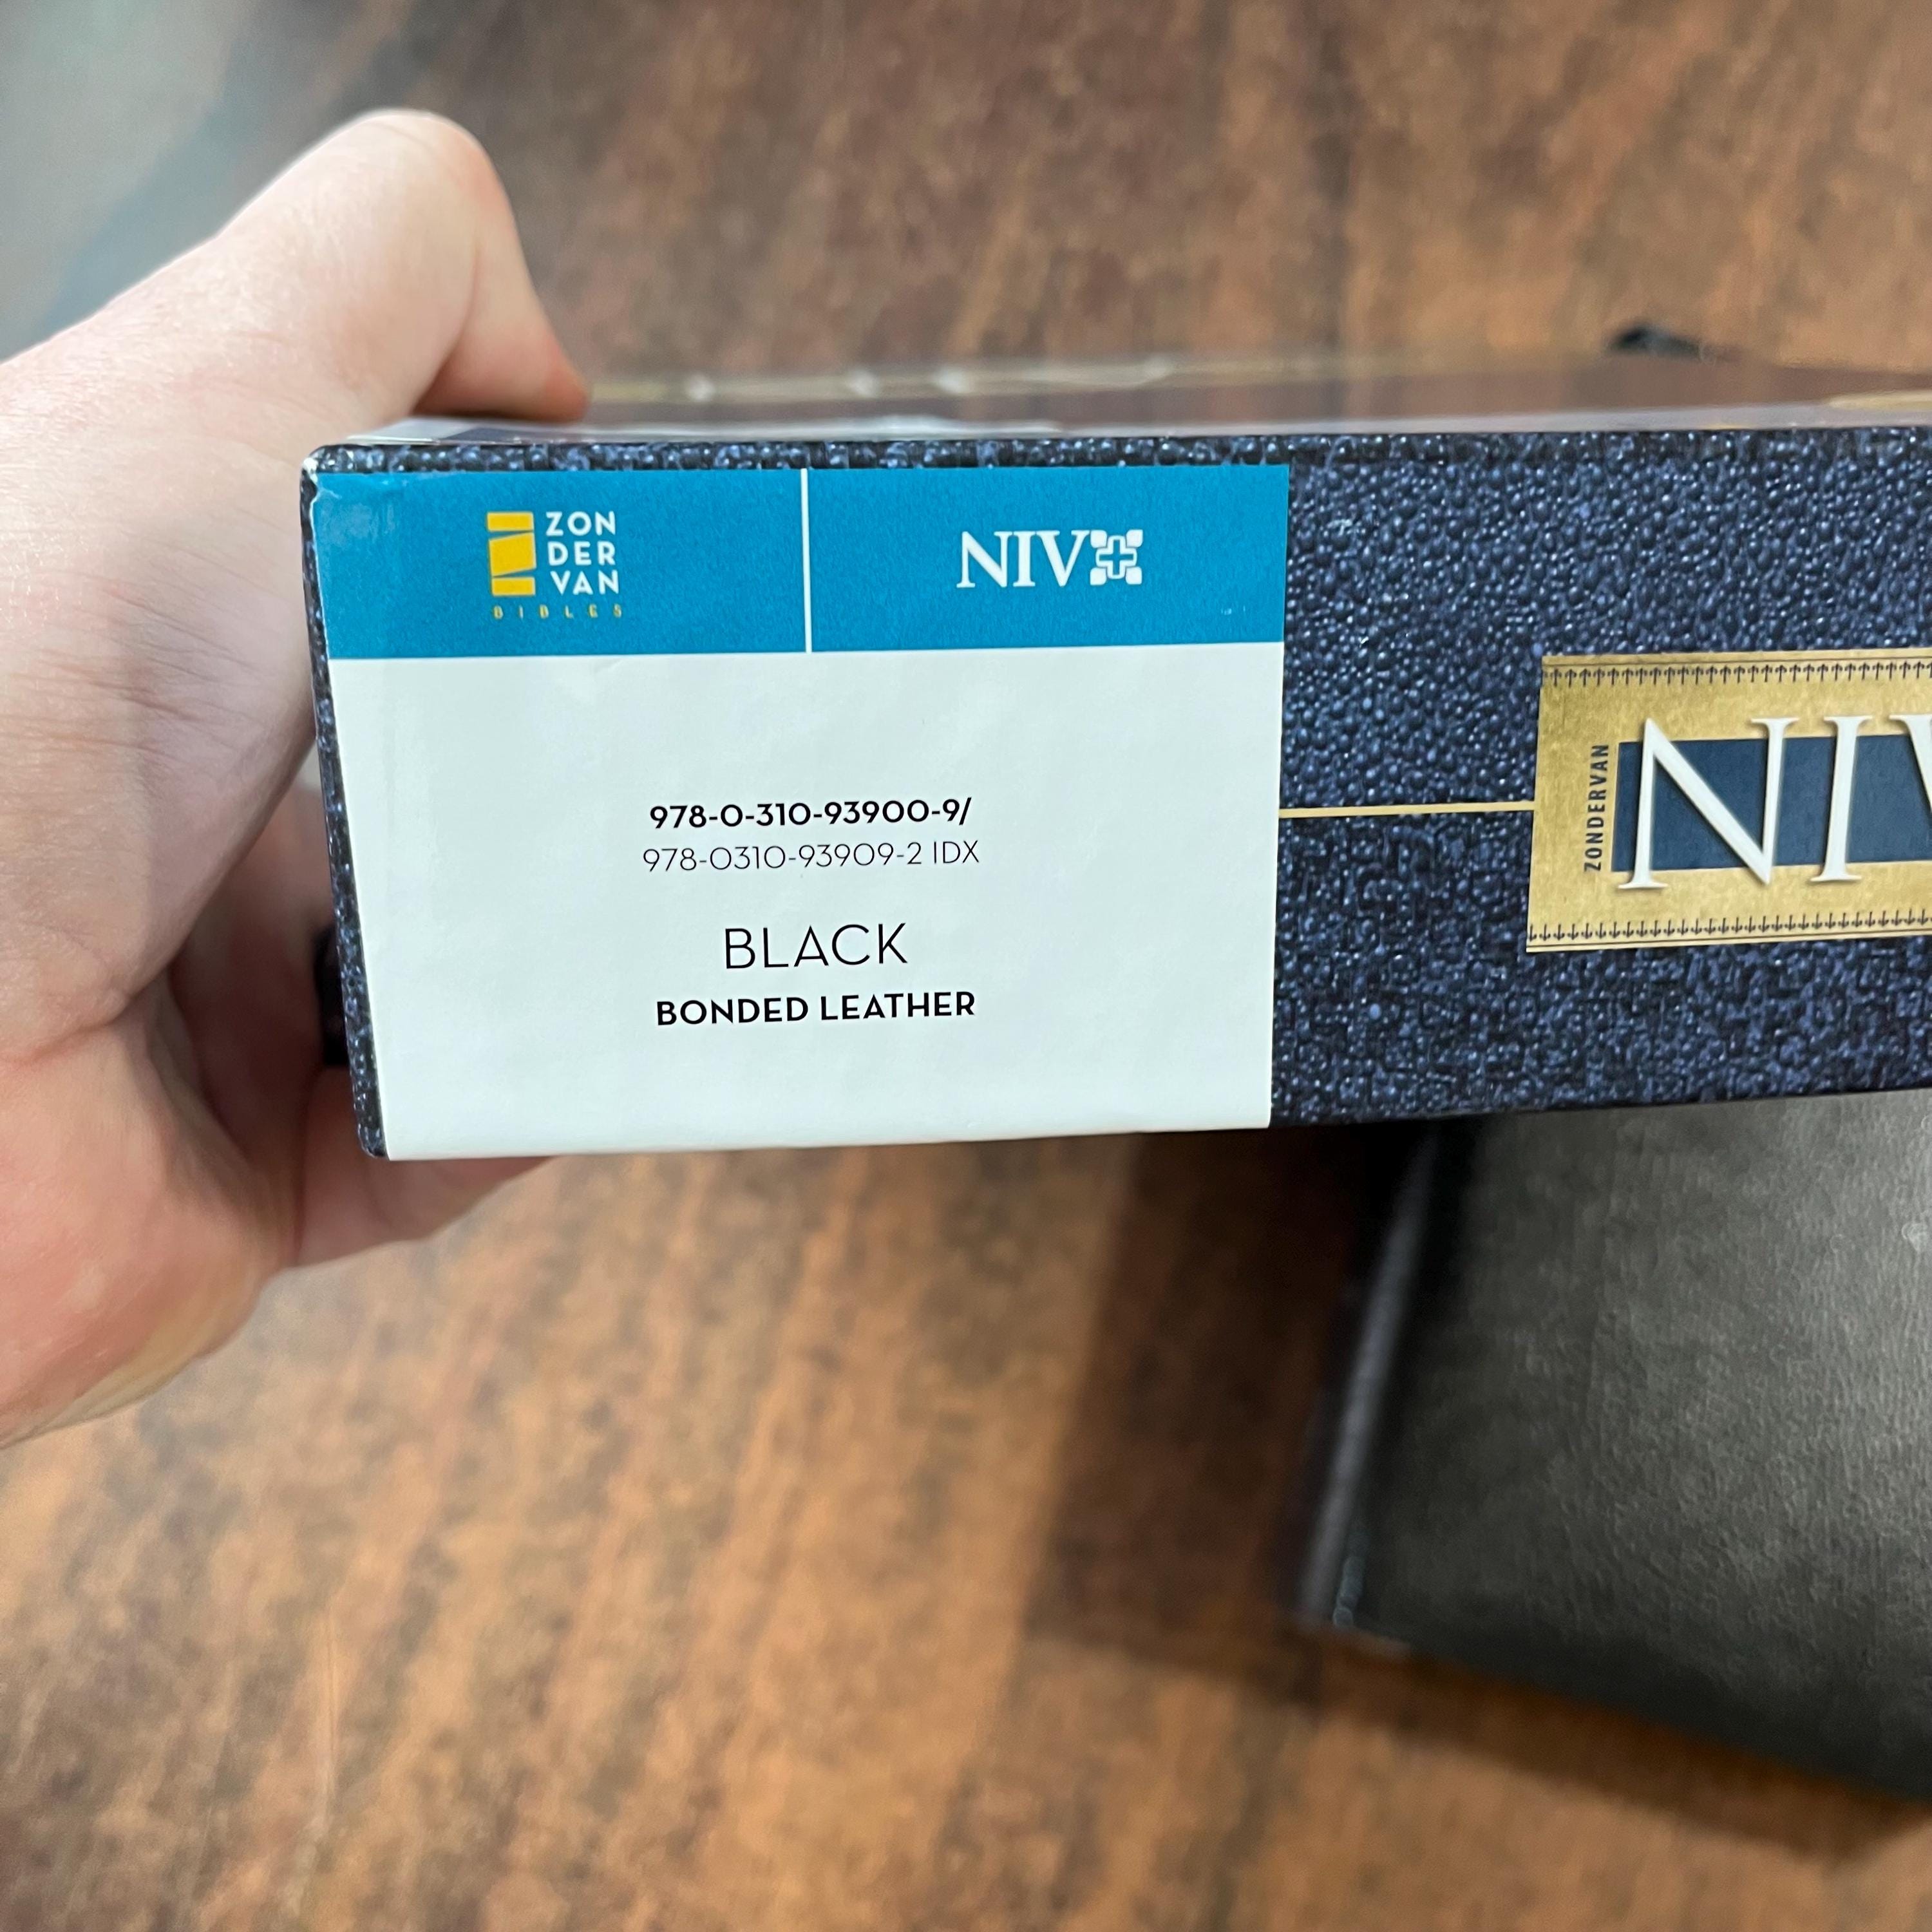 ZON
DER
VAN
BIBLES
NIV
978-0-310-93900-9/
978-0310-93909-2 IDX
BLACK
BONDED LEATHER
ZONDERVAN
NIV